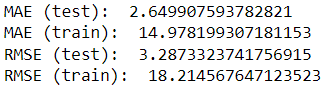 MAE (test):  2.649907593782821
MAE (train):  14.978199307181153
RMSE (test):  3.2873323741756915
RMSE (train):  18.214567647123523